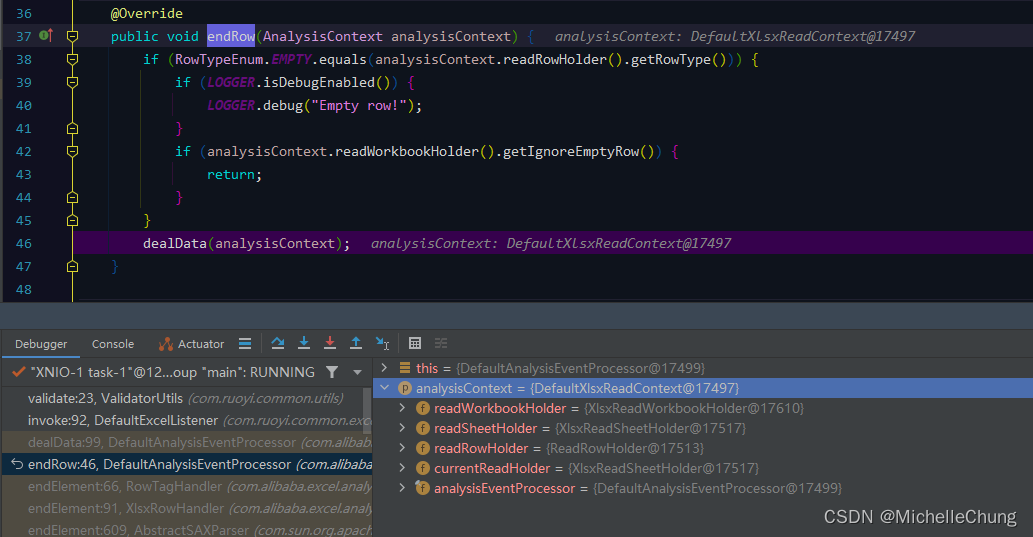 36 @Override
37 public void endRow(AnalysisContext analysisContext) { analysisContext: DefaultXlsxReadContext@17497
38 if (RowTypeEnum.EMPTY.equals(analysisContext.readRowHolder().getRowType())) {
39 if (LOGGER.isDebugEnabled()) {
40 LOGGER.debug("Empty row!");
41 }
42 if (analysisContext.readWorkbookHolder().getIgnoreEmptyRow()) {
43 return;
44 }
45 }
46 dealData(analysisContext); analysisContext: DefaultXlsxReadContext@17497
47 }
48
Debugger Console Actuator
"XNIO-1 task-1"@12...oup "main": RUNNING
validate:23, ValidatorUtils (com.ruoyi.common.utils)
invoke:92, DefaultExcelListener (com.ruoyi.common.exc
dealData:99, DefaultAnalysisEventProcessor (com.alibab
endRow:46, DefaultAnalysisEventProcessor (com.alibaba
endElement:66, RowTagHandler (com.alibaba.excel.analy
endElement:91, XlsxRowHandler (com.alibaba.excel.analy
endElement:609, AbstractSAXParser (com.sun.org.apach
this = {DefaultAnalysisEventProcessor@17499}
analysisContext = {DefaultXlsxReadContext@17497}
readWorkbookHolder = {XlsxReadWorkbookHolder@17610}
readSheetHolder = {XlsxReadSheetHolder@17517}
readRowHolder = {ReadRowHolder@17513}
currentReadHolder = {XlsxReadSheetHolder@17517}
analysisEventProcessor = {DefaultAnalysisEventProcessor@17499}
CSDN @MichelleChung